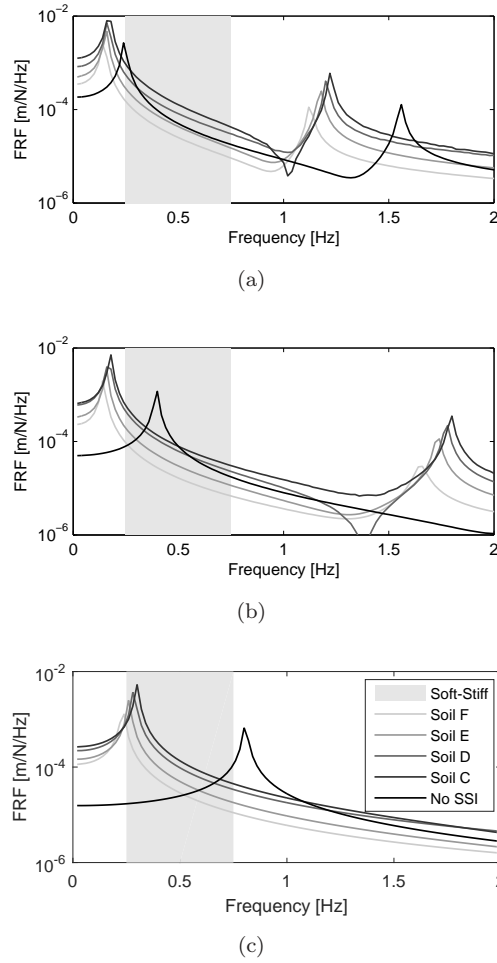 10^-2
10^-4
10^-6
FRF [m/N/Hz]
0 0.5 1 1.5 2
Frequency [Hz]
(a)
10^-2
10^-4
10^-6
FRF [m/N/Hz]
0 0.5 1 1.5 2
Frequency [Hz]
(b)
10^-2
10^-4
10^-6
FRF [m/N/Hz]
Soft-Stiff
Soil F
Soil E
Soil D
Soil C
No SSI
0 0.5 1 1.5 2
Frequency [Hz]
(c)